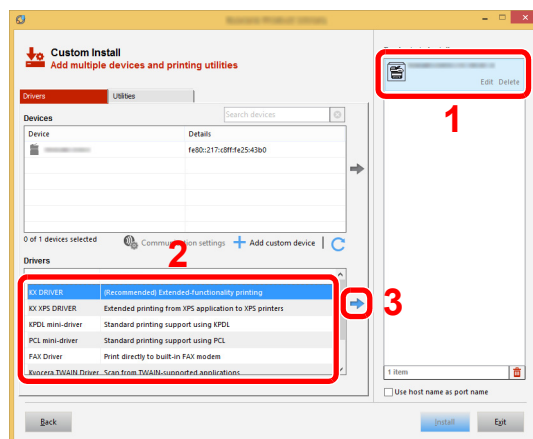 Custom Install
Add multiple devices and printing utilities
Edit Delete
1
Drivers Utilities
Devices Search devices
Device Details
fe80::217:c8ff:fe25:43b0
0 of 1 devices selected settings Add custom device
2
Drivers
KX DRIVER (Recommended) Extended-functionality printing
KX XPS DRIVER Extended printing from XPS application to XPS printers
3
KPDL mini-driver Standard printing support using KPDL
PCL mini-driver Standard printing support using PCL
FAX Driver Print directly to built-in FAX modem
Kyocera TWAIN Driver Scan from TWAIN-supported applications
1 item
Use host name as port name
Back Install Exit